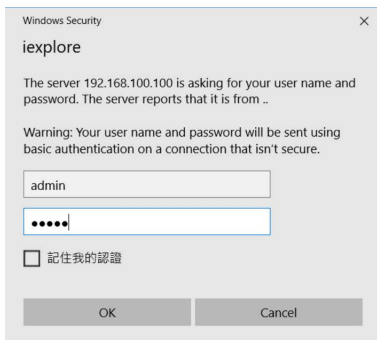 Windows Security
iexplore
The server 192.168.100.100 is asking for your user name and
password. The server reports that it is from ..
Warning: Your user name and password will be sent using
basic authentication on a connection that isn't secure.
admin
•••••
記住我的認證
OK
Cancel